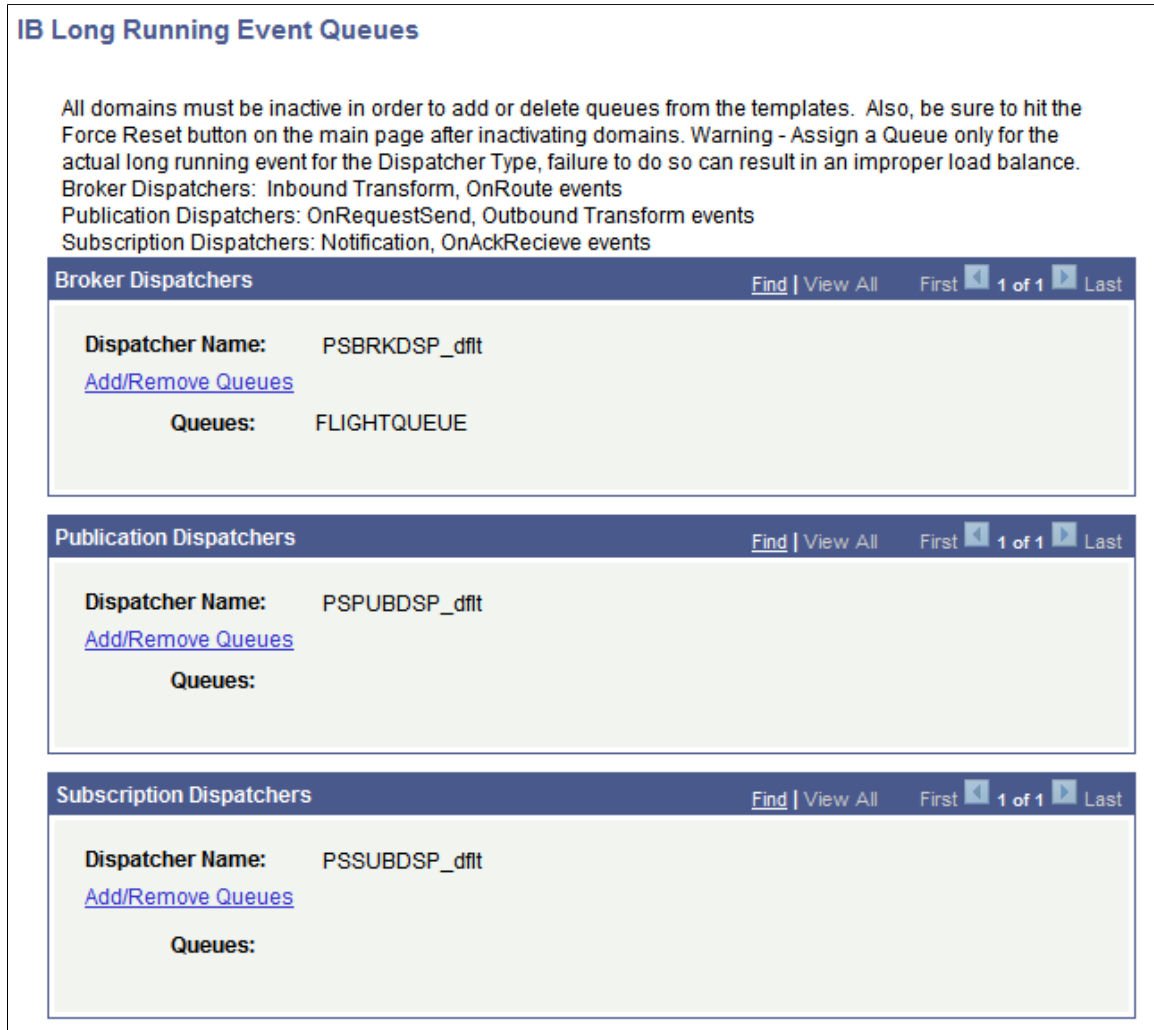 IB Long Running Event Queues
All domains must be inactive in order to add or delete queues from the templates.  Also, be sure to hit the
Force Reset button on the main page after inactivating domains. Warning - Assign a Queue only for the
actual long running event for the Dispatcher Type, failure to do so can result in an improper load balance.
Broker Dispatchers:  Inbound Transform, OnRoute events
Publication Dispatchers: OnRequestSend, Outbound Transform events
Subscription Dispatchers: Notification, OnAckRecieve events
Broker Dispatchers Find | View All First 1 of 1 Last
Dispatcher Name: PSBRKDSP_dflt
Add/Remove Queues
Queues: FLIGHTQUEUE
Publication Dispatchers Find | View All First 1 of 1 Last
Dispatcher Name: PSPUBDSP_dflt
Add/Remove Queues
Queues:
Subscription Dispatchers Find | View All First 1 of 1 Last
Dispatcher Name: PSSUBDSP_dflt
Add/Remove Queues
Queues: